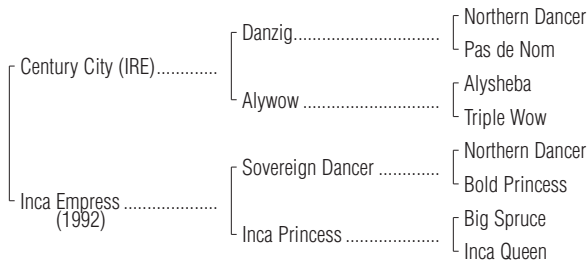 Northern Dancer
Danzig..................................
Pas de Nom
Century City (IRE).............
Alysheba
Alywow ................................
Triple Wow
Northern Dancer
Sovereign Dancer .............
Bold Princess
Inca Empress ....................
(1992)
Big Spruce
Inca Princess ....................
Inca Queen